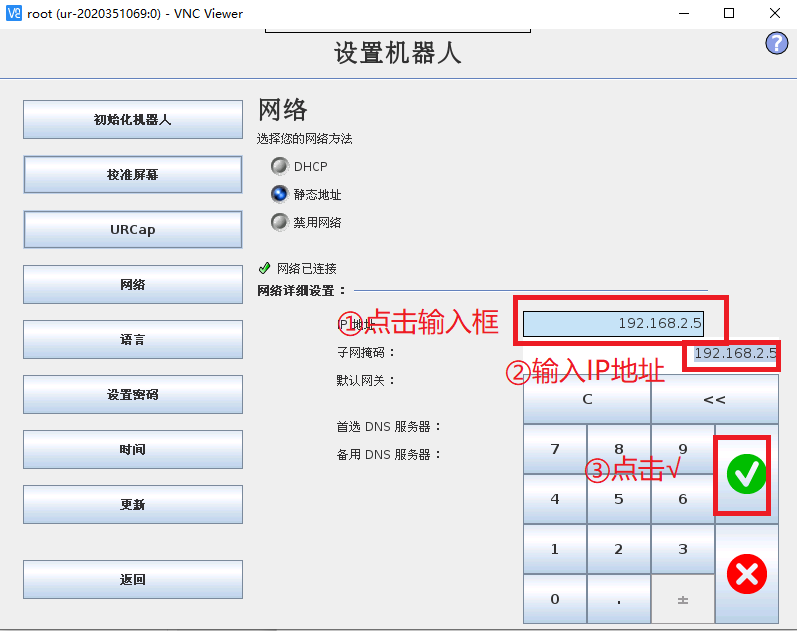 root (ur-2020351069:0) - VNC Viewer
设置机器人
?
初始化机器人
校准屏幕
URCap
网络
语言
设置密码
时间
更新
返回
网络
选择您的网络方法
DHCP
静态地址
禁用网络
网络已连接
网络详细设置：
IP 地址
①点击输入框
192.168.2.5
子网掩码：
192.168.2.5
②输入IP地址
默认网关：
首选 DNS 服务器：
备用 DNS 服务器：
C <<
7 8 9
③点击√
4 5 6
1 2 3
0 . ±